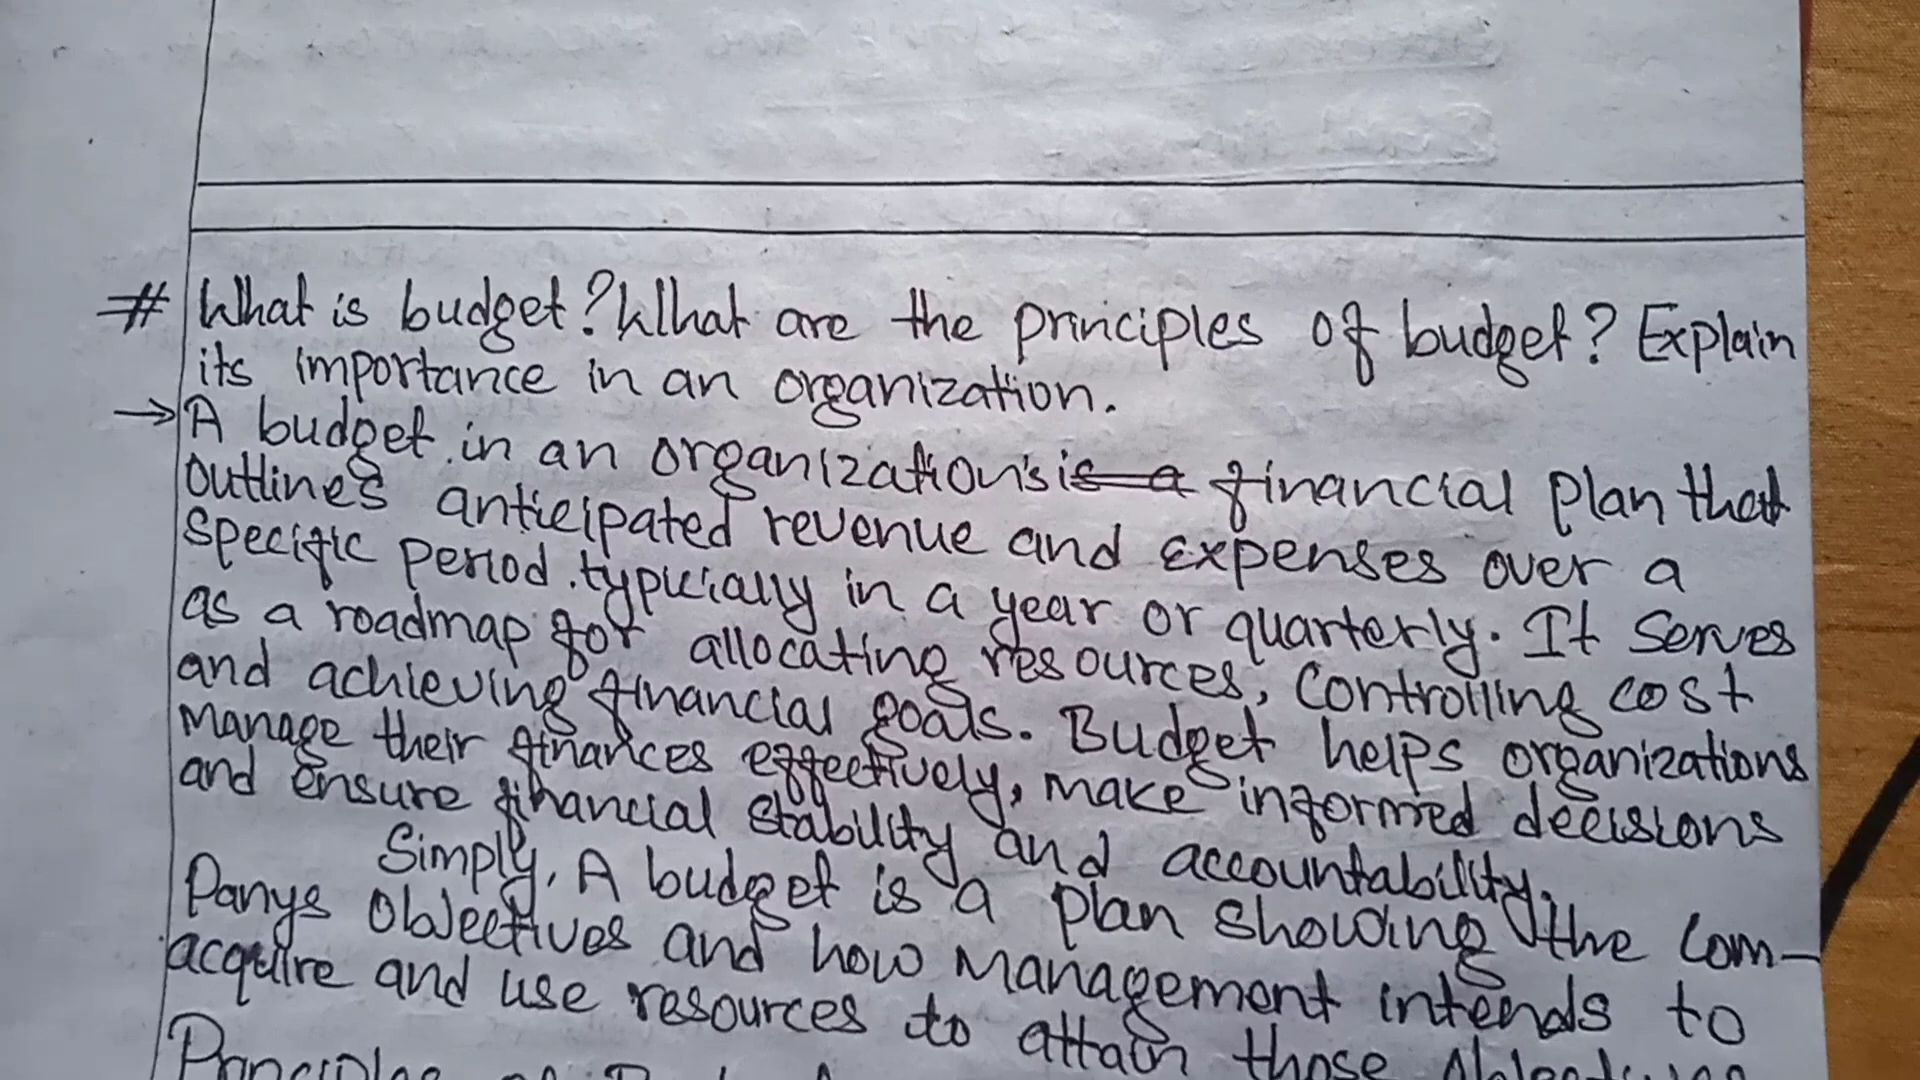 # What is budget? What are the principles of budget? Explain
its importance in an organization.
→ A budget in an organization's is a financial plan that
outlines anticipated revenue and expenses over a
specific period. typically in a year or quarterly. It serves
as a roadmap for allocating resources, controlling cost
and achieving financial goals. Budget helps organizations
manage their finances effectively, make informed decisions
and ensure financial stability and accountability.
Simply, A budget is a plan showing the com-
panys objectives and how management intends to
acquire and use resources to attain those objectives
Principles of Budget